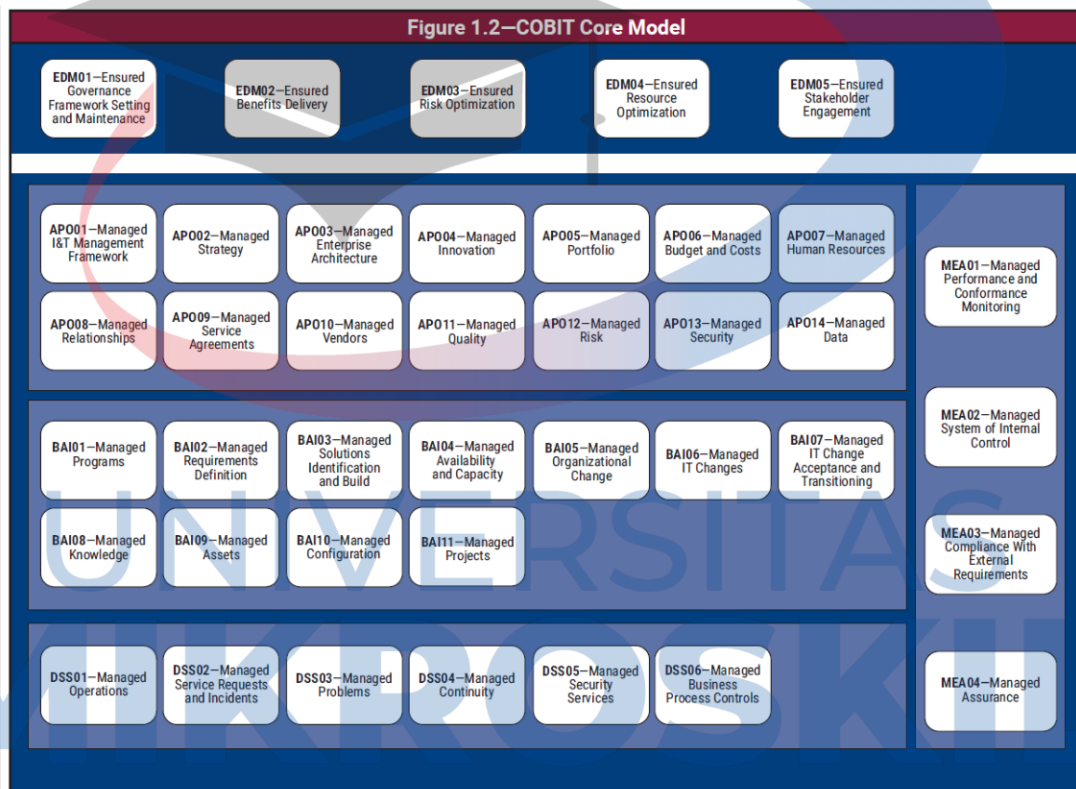 Figure 1.2—COBIT Core Model
EDM01—Ensured
Governance
Framework Setting
and Maintenance
EDM02—Ensured
Benefits Delivery
EDM03—Ensured
Risk Optimization
EDM04—Ensured
Resource
Optimization
EDM05—Ensured
Stakeholder
Engagement
APO01—Managed
I&T Management
Framework
APO02—Managed
Strategy
APO03—Managed
Enterprise
Architecture
APO04—Managed
Innovation
APO05—Managed
Portfolio
APO06—Managed
Budget and Costs
APO07—Managed
Human Resources
APO08—Managed
Relationships
APO09—Managed
Service
Agreements
APO10—Managed
Vendors
APO11—Managed
Quality
APO12—Managed
Risk
APO13—Managed
Security
APO14—Managed
Data
BAI01—Managed
Programs
BAI02—Managed
Requirements
Definition
BAI03—Managed
Solutions
Identification
and Build
BAI04—Managed
Availability
and Capacity
BAI05—Managed
Organizational
Change
BAI06—Managed
IT Changes
BAI07—Managed
IT Change
Acceptance and
Transitioning
BAI08—Managed
Knowledge
BAI09—Managed
Assets
BAI10—Managed
Configuration
BAI11—Managed
Projects
DSS01—Managed
Operations
DSS02—Managed
Service Requests
and Incidents
DSS03—Managed
Problems
DSS04—Managed
Continuity
DSS05—Managed
Security
Services
DSS06—Managed
Business
Process Controls
MEA01—Managed
Performance and
Conformance
Monitoring
MEA02—Managed
System of Internal
Control
MEA03—Managed
Compliance With
External
Requirements
MEA04—Managed
Assurance
UNIVERSITAS
MIKROSKIL